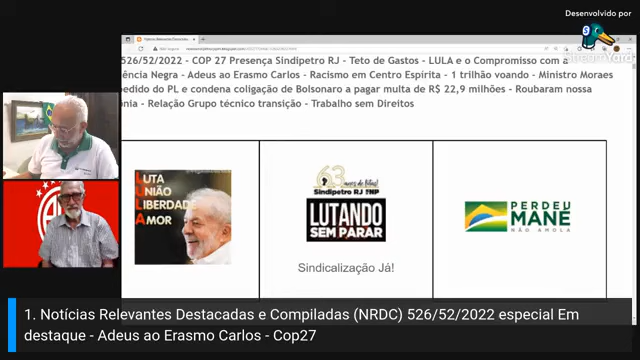 Desenvolvido por
StreamYard
526/52/2022 - COP 27 Presença Sindipetro RJ - Teto de Gastos - LULA e o Compromisso com a
ência Negra - Adeus ao Erasmo Carlos - Racismo em Centro Espírita - 1 trilhão voando - Ministro Moraes
pedido do PL e condena coligação de Bolsonaro a pagar multa de R$ 22,9 milhões - Roubaram nossa
ônia - Relação Grupo técnico transição - Trabalho sem Direitos
LUTA
UNIÃO
LIBERDADE
AMOR
63 anos de lutas!
Sindipetro RJ FNP
LUTANDO
SEM PARAR
Sindicalização Já!
PERDEU
MANÉ
NÃO AMOLA
1. Notícias Relevantes Destacadas e Compiladas (NRDC) 526/52/2022 especial Em
destaque - Adeus ao Erasmo Carlos - Cop27